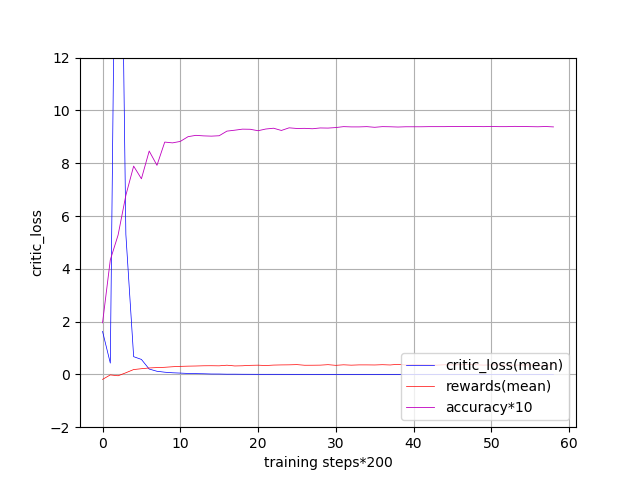 12
10
8
6
4
2
0
−2
critic_loss
0 10 20 30 40 50 60
training steps*200
critic_loss(mean)
rewards(mean)
accuracy*10